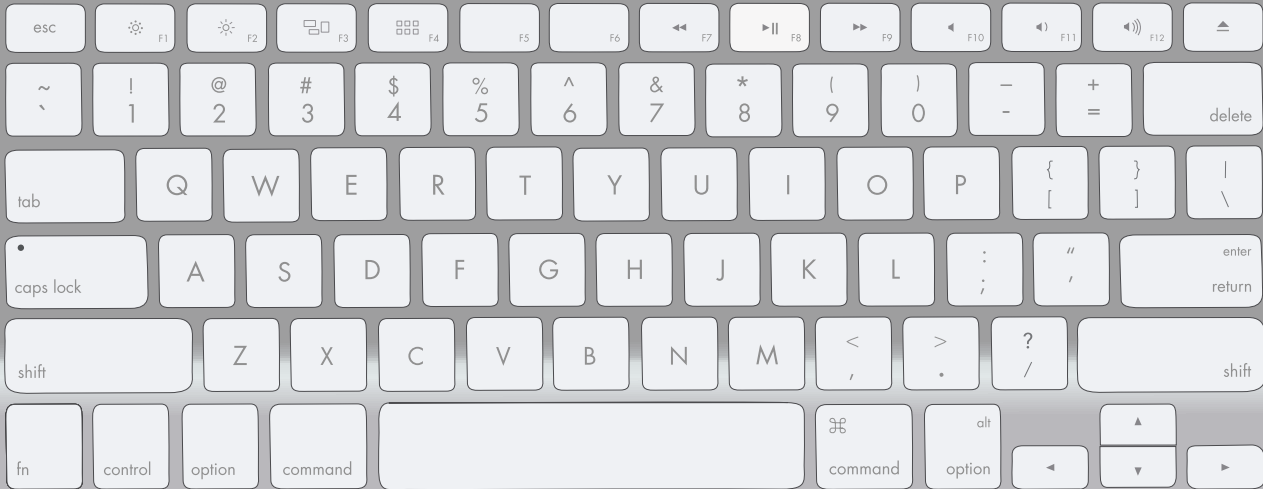 esc F1 F2 F3 F4 F5 F6 F7 F8 F9 F10 F11 F12
~ ! @ # $ % ^ & * ( ) — +
` 1 2 3 4 5 6 7 8 9 0 - = delete
tab Q W E R T Y U I O P { [ } ] | \
caps lock A S D F G H J K L : ; “ , enter return
shift Z X C V B N M < , > . ? / shift
fn control option command ⌘ command alt option